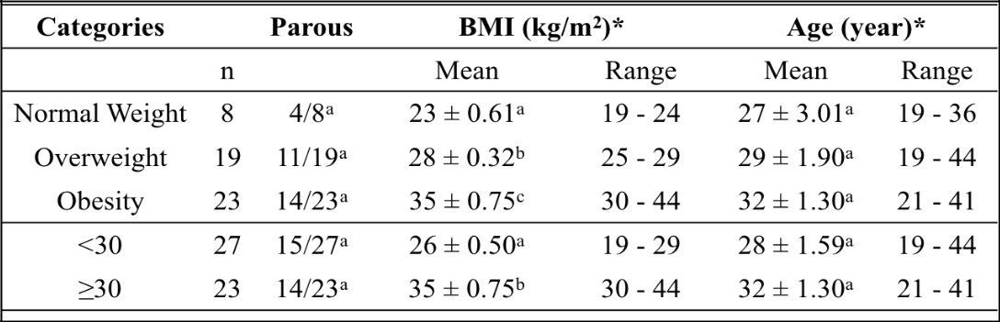 Categories Parous BMI (kg/m²)* Age (year)*
n Mean Range Mean Range
Normal Weight 8 4/8ᵃ 23 ± 0.61ᵃ 19 - 24 27 ± 3.01ᵃ 19 - 36
Overweight 19 11/19ᵃ 28 ± 0.32ᵇ 25 - 29 29 ± 1.90ᵃ 19 - 44
Obesity 23 14/23ᵃ 35 ± 0.75ᶜ 30 - 44 32 ± 1.30ᵃ 21 - 41
<30 27 15/27ᵃ 26 ± 0.50ᵃ 19 - 29 28 ± 1.59ᵃ 19 - 44
≥30 23 14/23ᵃ 35 ± 0.75ᵇ 30 - 44 32 ± 1.30ᵃ 21 - 41